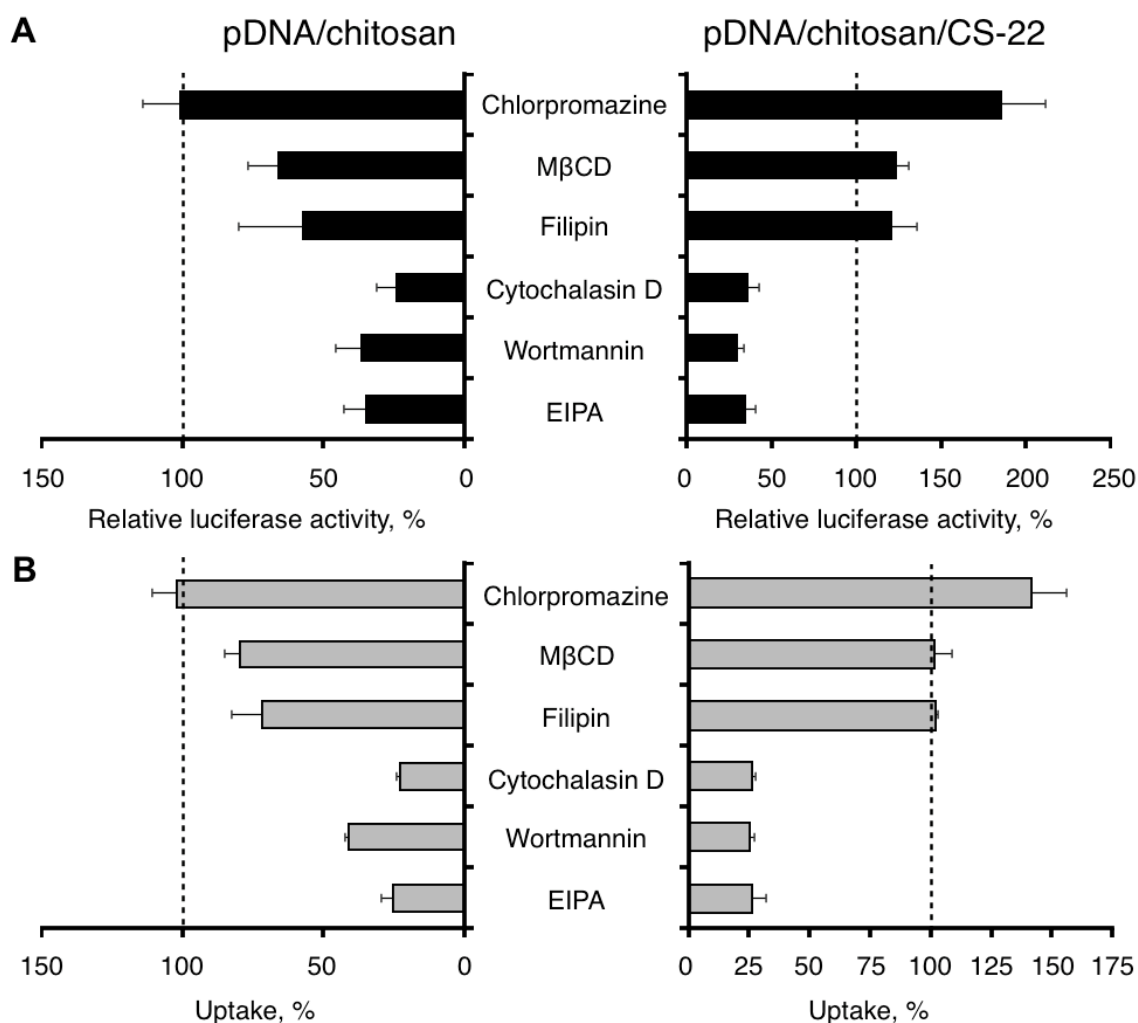 A
pDNA/chitosan
pDNA/chitosan/CS-22
Chlorpromazine
MβCD
Filipin
Cytochalasin D
Wortmannin
EIPA
150 100 50 0
0 50 100 150 200 250
Relative luciferase activity, %
Relative luciferase activity, %
B
Chlorpromazine
MβCD
Filipin
Cytochalasin D
Wortmannin
EIPA
150 100 50 0
0 25 50 75 100 125 150 175
Uptake, %
Uptake, %